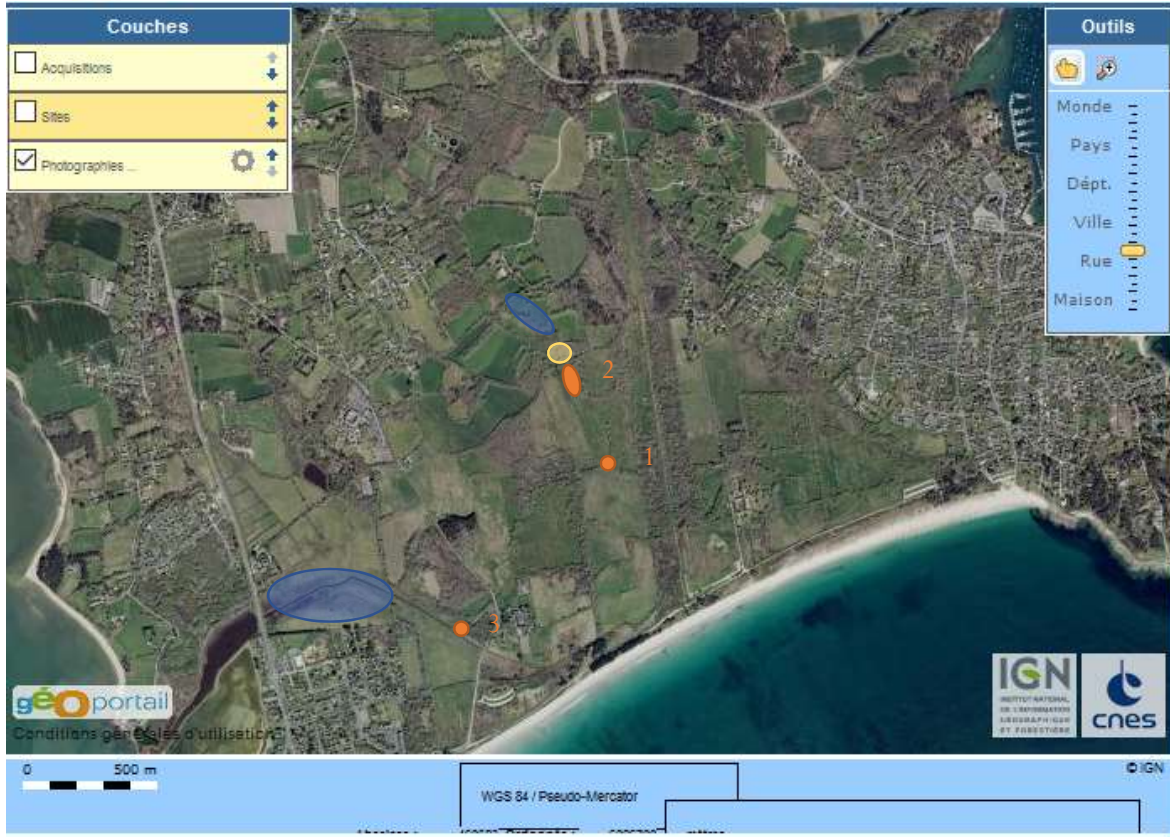 Couches
Acquisitions
Sites
Photographies ...
Outils
Monde
Pays
Dépt.
Ville
Rue
Maison
2
1
3
géoportail
Conditions générales d'utilisation
IGN
INSTITUT NATIONAL
DE L'INFORMATION
GÉOGRAPHIQUE
ET FORESTIÈRE
cnes
0 500 m
© IGN
WGS 84 / Pseudo-Mercator